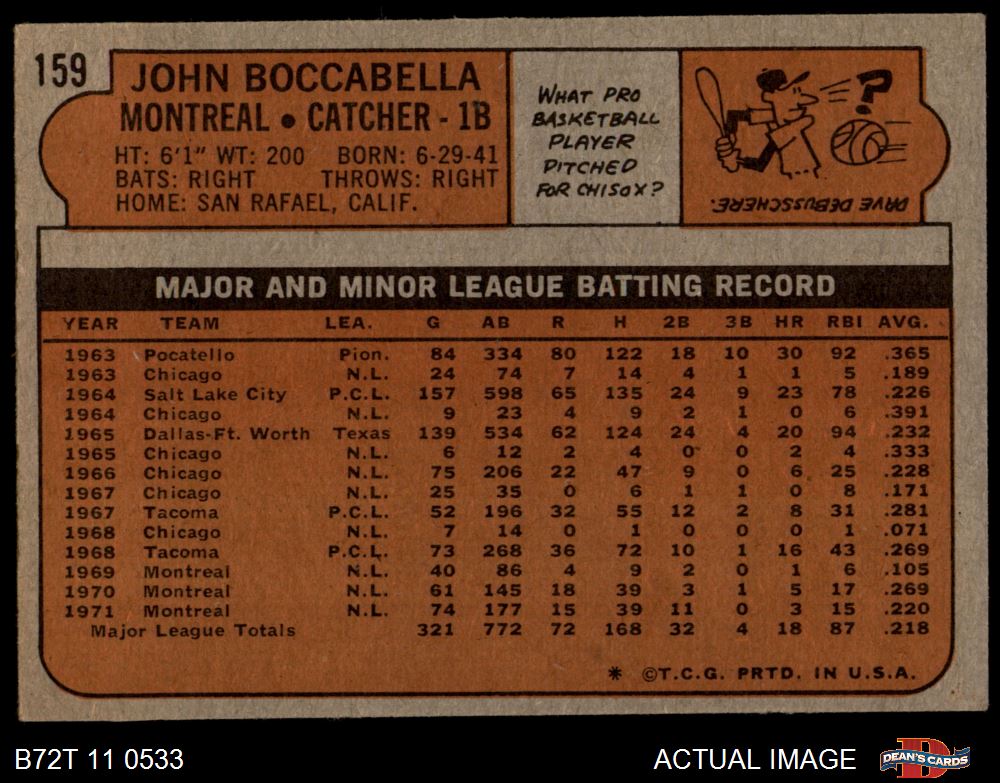 159
JOHN BOCCABELLA
MONTREAL • CATCHER - 1B
HT: 6'1" WT: 200 BORN: 6-29-41
BATS: RIGHT THROWS: RIGHT
HOME: SAN RAFAEL, CALIF.
WHAT PRO
BASKETBALL
PLAYER
PITCHED
FOR CHISOX?
?
DAVE DEBUSSCHERE.
MAJOR AND MINOR LEAGUE BATTING RECORD
YEAR TEAM LEA. G AB R H 2B 3B HR RBI AVG.
1963 Pocatello Pion. 84 334 80 122 18 10 30 92 .365
1963 Chicago N.L. 24 74 7 14 4 1 1 5 .189
1964 Salt Lake City P.C.L. 157 598 65 135 24 9 23 78 .226
1964 Chicago N.L. 9 23 4 9 2 1 0 6 .391
1965 Dallas-Ft. Worth Texas 139 534 62 124 24 4 20 94 .232
1965 Chicago N.L. 6 12 2 4 0 0 2 4 .333
1966 Chicago N.L. 75 206 22 47 9 0 6 25 .228
1967 Chicago N.L. 25 35 0 6 1 1 0 8 .171
1967 Tacoma P.C.L. 52 196 32 55 12 2 8 31 .281
1968 Chicago N.L. 7 14 0 1 0 0 0 1 .071
1968 Tacoma P.C.L. 73 268 36 72 10 1 16 43 .269
1969 Montreal N.L. 40 86 4 9 2 0 1 6 .105
1970 Montreal N.L. 61 145 18 39 3 1 5 17 .269
1971 Montreal N.L. 74 177 15 39 11 0 3 15 .220
Major League Totals 321 772 72 168 32 4 18 87 .218
* ©T.C.G. PRTD. IN U.S.A.
B72T 11 0533
ACTUAL IMAGE
D
DEAN'S CARDS